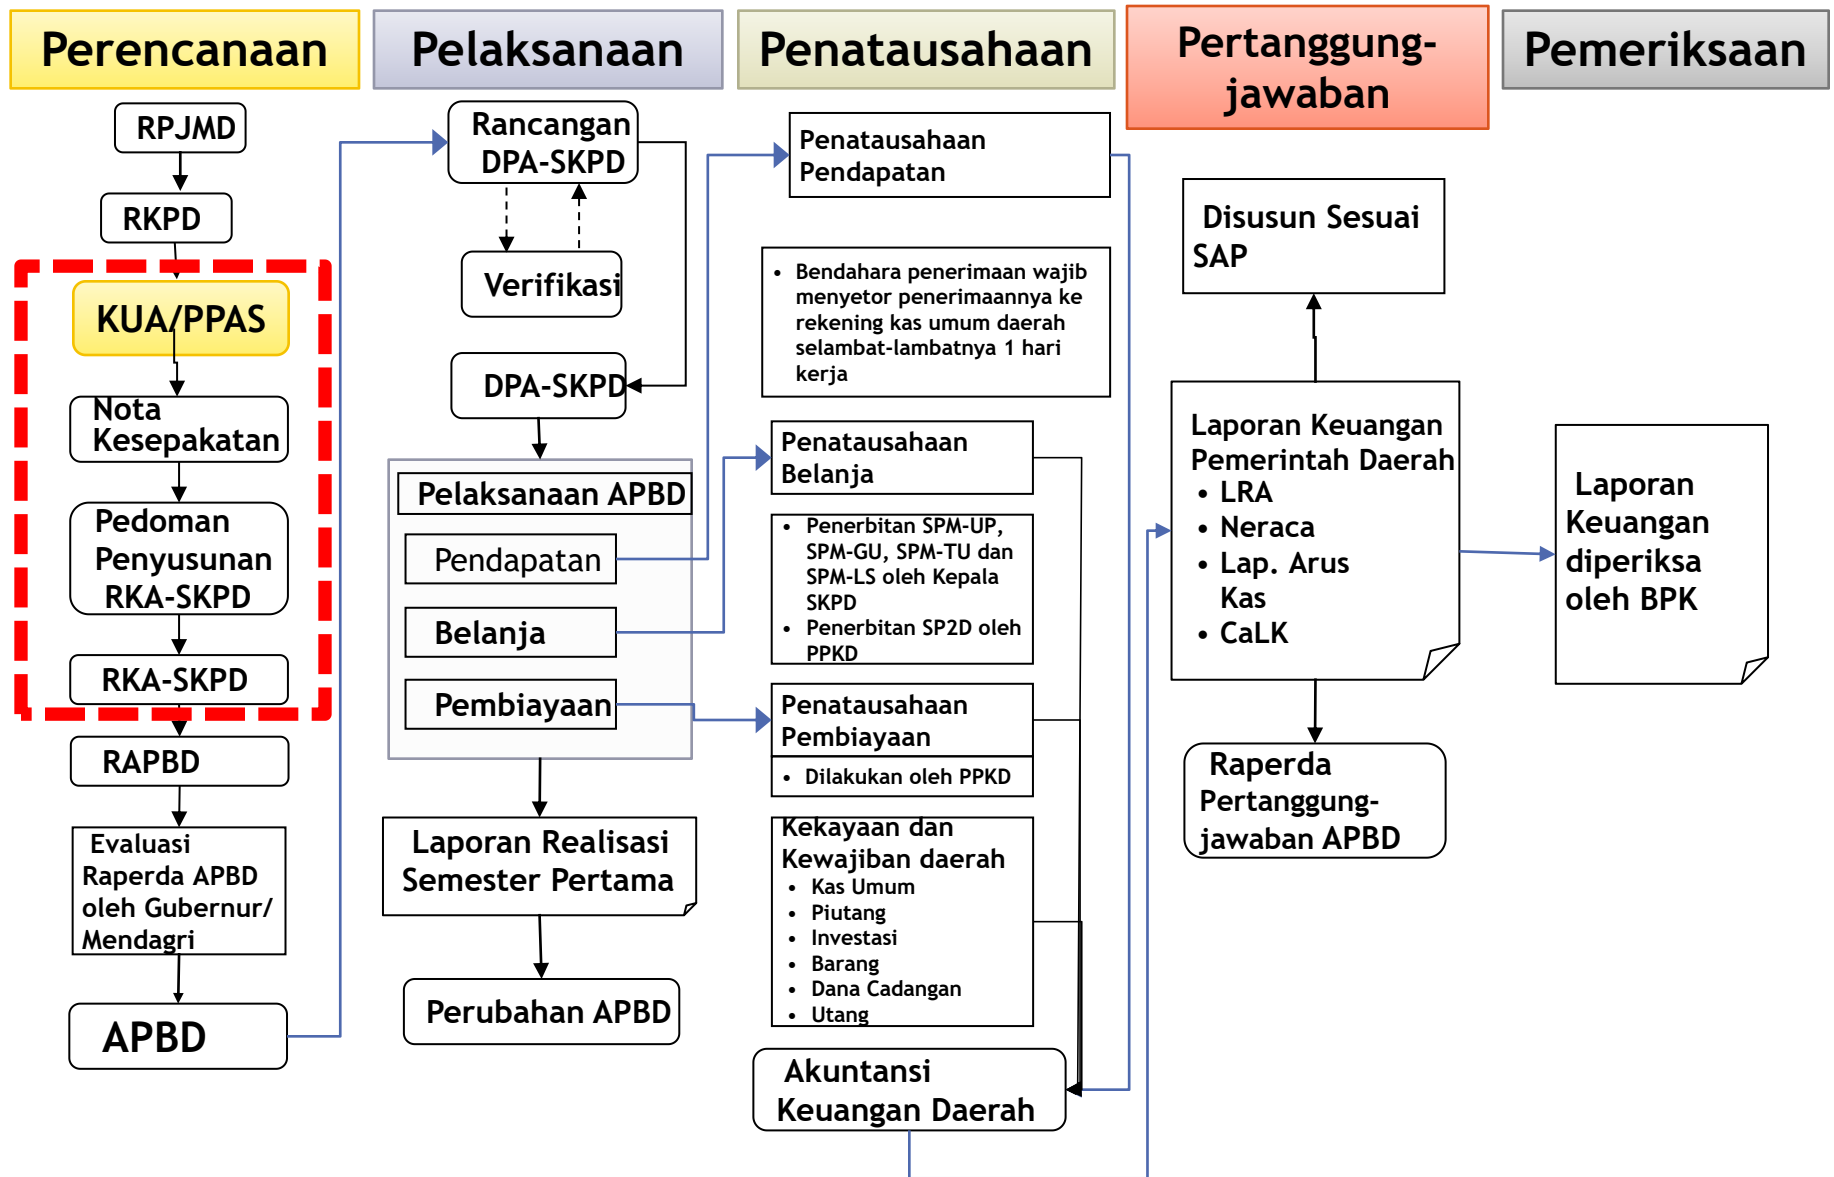 Perencanaan
Pelaksanaan
Penatausahaan
Pertanggung-
jawaban
Pemeriksaan
RPJMD
RKPD
KUA/PPAS
Nota
Kesepakatan
Pedoman
Penyusunan
RKA-SKPD
RKA-SKPD
RAPBD
Evaluasi
Raperda APBD
oleh Gubernur/
Mendagri
APBD
Rancangan
DPA-SKPD
Verifikasi
DPA-SKPD
Pelaksanaan APBD
Pendapatan
Belanja
Pembiayaan
Laporan Realisasi
Semester Pertama
Perubahan APBD
Penatausahaan
Pendapatan
• Bendahara penerimaan wajib
menyetor penerimaannya ke
rekening kas umum daerah
selambat-lambatnya 1 hari
kerja
Penatausahaan
Belanja
• Penerbitan SPM-UP,
SPM-GU, SPM-TU dan
SPM-LS oleh Kepala
SKPD
• Penerbitan SP2D oleh
PPKD
Penatausahaan
Pembiayaan
• Dilakukan oleh PPKD
Kekayaan dan
Kewajiban daerah
• Kas Umum
• Piutang
• Investasi
• Barang
• Dana Cadangan
• Utang
Akuntansi
Keuangan Daerah
Disusun Sesuai
SAP
Laporan Keuangan
Pemerintah Daerah
• LRA
• Neraca
• Lap. Arus
Kas
• CaLK
Raperda
Pertanggung-
jawaban APBD
Laporan
Keuangan
diperiksa
oleh BPK